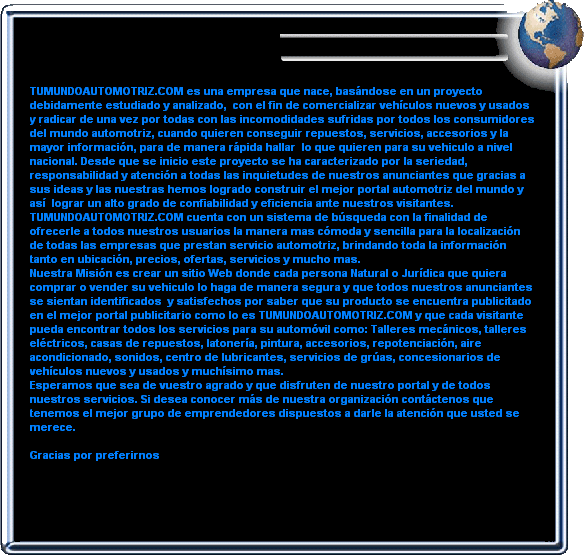 TUMUNDOAUTOMOTRIZ.COM es una empresa que nace, basándose en un proyecto
debidamente estudiado y analizado,  con el fin de comercializar vehículos nuevos y usados
y radicar de una vez por todas con las incomodidades sufridas por todos los consumidores
del mundo automotriz, cuando quieren conseguir repuestos, servicios, accesorios y la
mayor información, para de manera rápida hallar  lo que quieren para su vehiculo a nivel
nacional. Desde que se inicio este proyecto se ha caracterizado por la seriedad,
responsabilidad y atención a todas las inquietudes de nuestros anunciantes que gracias a
sus ideas y las nuestras hemos logrado construir el mejor portal automotriz del mundo y
así  lograr un alto grado de confiabilidad y eficiencia ante nuestros visitantes.
TUMUNDOAUTOMOTRIZ.COM cuenta con un sistema de búsqueda con la finalidad de
ofrecerle a todos nuestros usuarios la manera mas cómoda y sencilla para la localización
de todas las empresas que prestan servicio automotriz, brindando toda la información
tanto en ubicación, precios, ofertas, servicios y mucho mas.
Nuestra Misión es crear un sitio Web donde cada persona Natural o Jurídica que quiera
comprar o vender su vehiculo lo haga de manera segura y que todos nuestros anunciantes
se sientan identificados  y satisfechos por saber que su producto se encuentra publicitado
en el mejor portal publicitario como lo es TUMUNDOAUTOMOTRIZ.COM y que cada visitante
pueda encontrar todos los servicios para su automóvil como: Talleres mecánicos, talleres
eléctricos, casas de repuestos, latonería, pintura, accesorios, repotenciación, aire
acondicionado, sonidos, centro de lubricantes, servicios de grúas, concesionarios de
vehículos nuevos y usados y muchísimo mas.
Esperamos que sea de vuestro agrado y que disfruten de nuestro portal y de todos
nuestros servicios. Si desea conocer más de nuestra organización contáctenos que
tenemos el mejor grupo de emprendedores dispuestos a darle la atención que usted se
merece.
Gracias por preferirnos